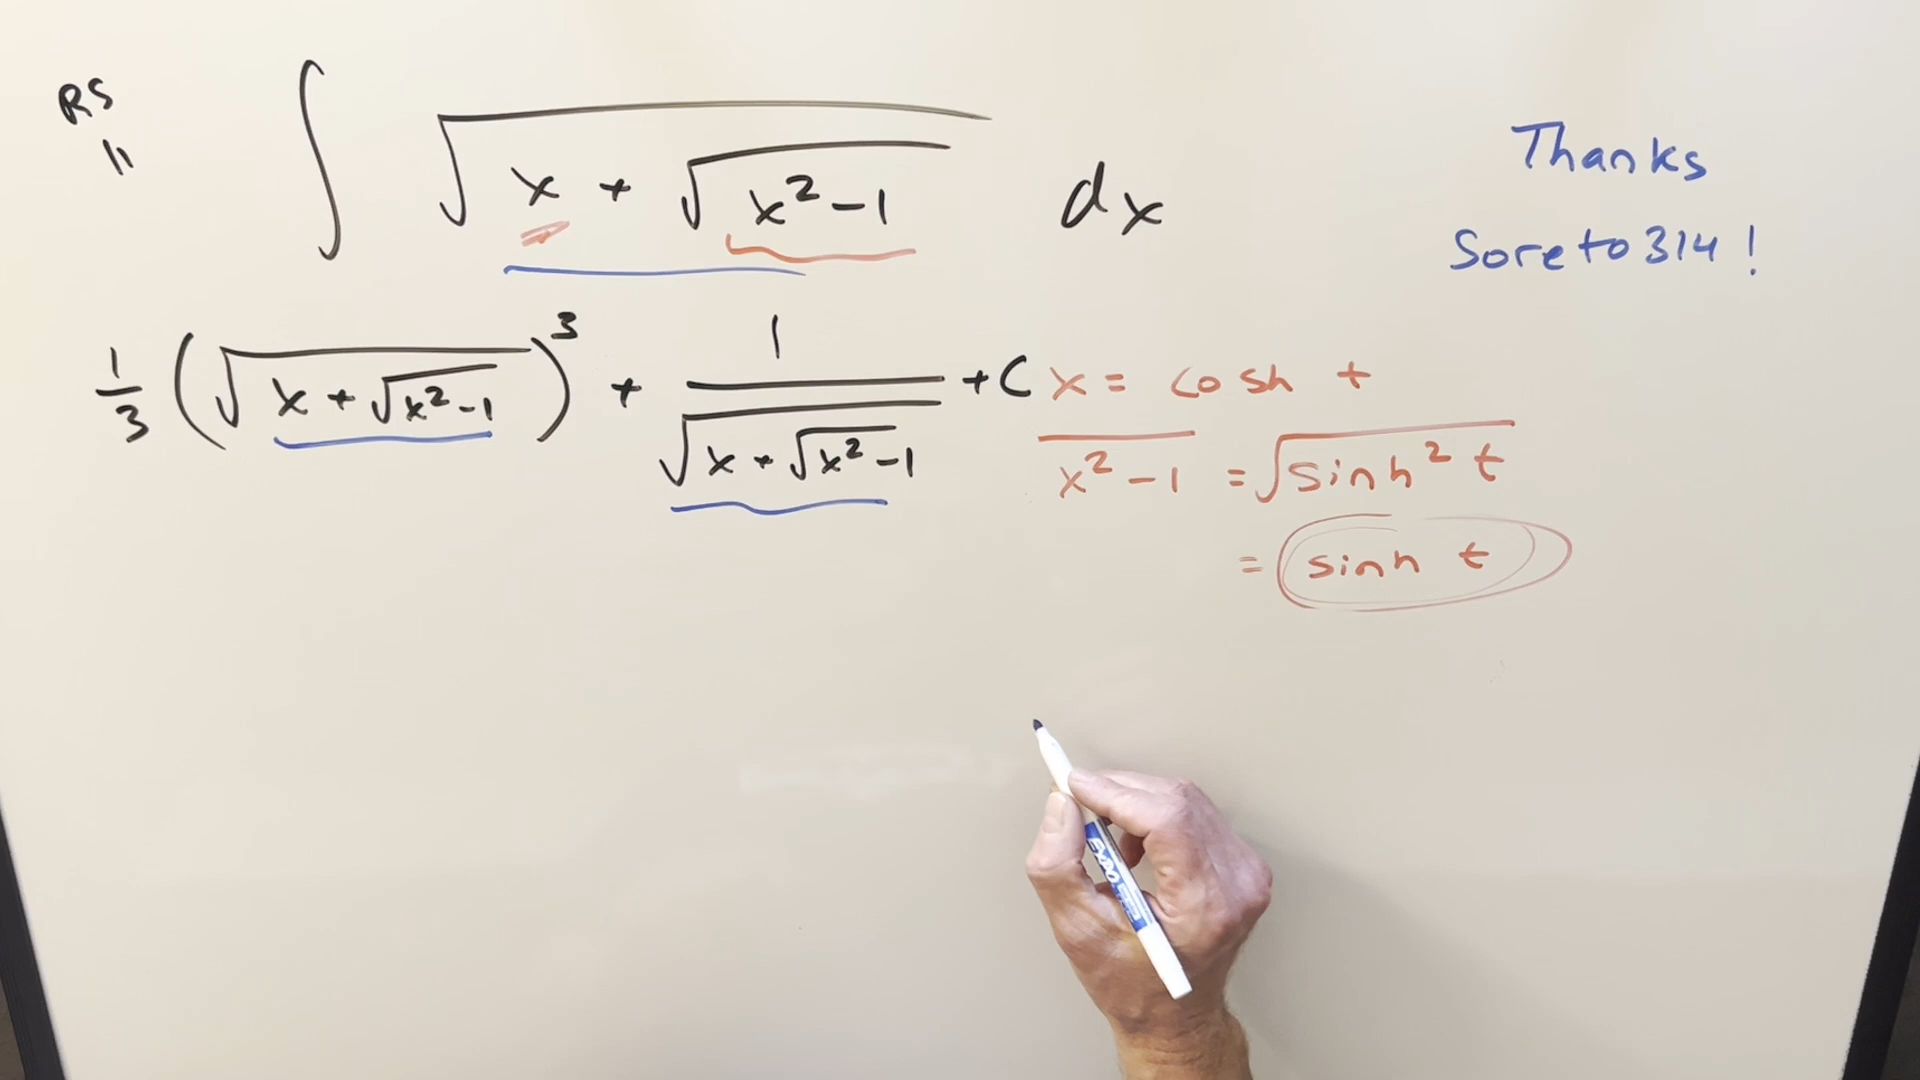 RS
"
∫ √(x + √(x² - 1)) dx
Thanks
Soreto314!
1/3 (√(x + √(x² - 1)))³ + 1/√(x + √(x² - 1)) + C
x = cosh t
x² - 1 = √(sinh² t)
= sinh t
EXPO